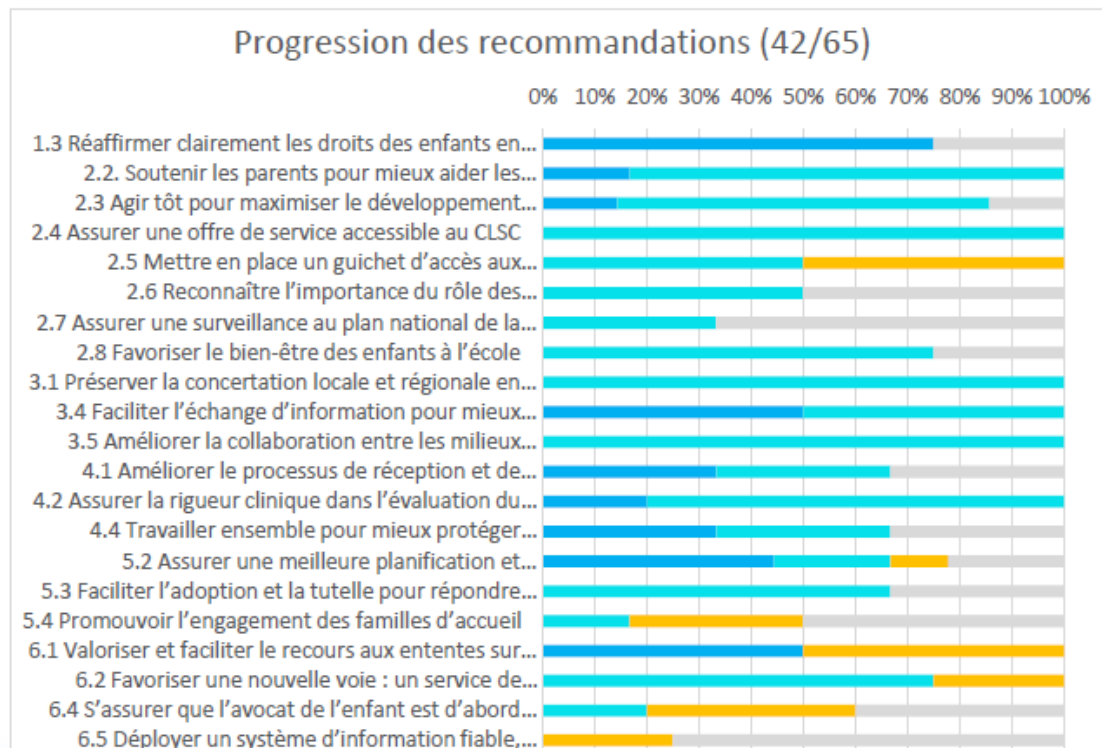 Progression des recommandations (42/65)
0% 10% 20% 30% 40% 50% 60% 70% 80% 90% 100%
1.3 Réaffirmer clairement les droits des enfants en...
2.2. Soutenir les parents pour mieux aider les...
2.3 Agir tôt pour maximiser le développement...
2.4 Assurer une offre de service accessible au CLSC
2.5 Mettre en place un guichet d'accès aux...
2.6 Reconnaître l'importance du rôle des...
2.7 Assurer une surveillance au plan national de la...
2.8 Favoriser le bien-être des enfants à l'école
3.1 Préserver la concertation locale et régionale en...
3.4 Faciliter l'échange d'information pour mieux...
3.5 Améliorer la collaboration entre les milieux...
4.1 Améliorer le processus de réception et de...
4.2 Assurer la rigueur clinique dans l'évaluation du...
4.4 Travailler ensemble pour mieux protéger...
5.2 Assurer une meilleure planification et...
5.3 Faciliter l'adoption et la tutelle pour répondre...
5.4 Promouvoir l'engagement des familles d'accueil
6.1 Valoriser et faciliter le recours aux ententes sur...
6.2 Favoriser une nouvelle voie : un service de...
6.4 S'assurer que l'avocat de l'enfant est d'abord...
6.5 Déployer un système d'information fiable,...